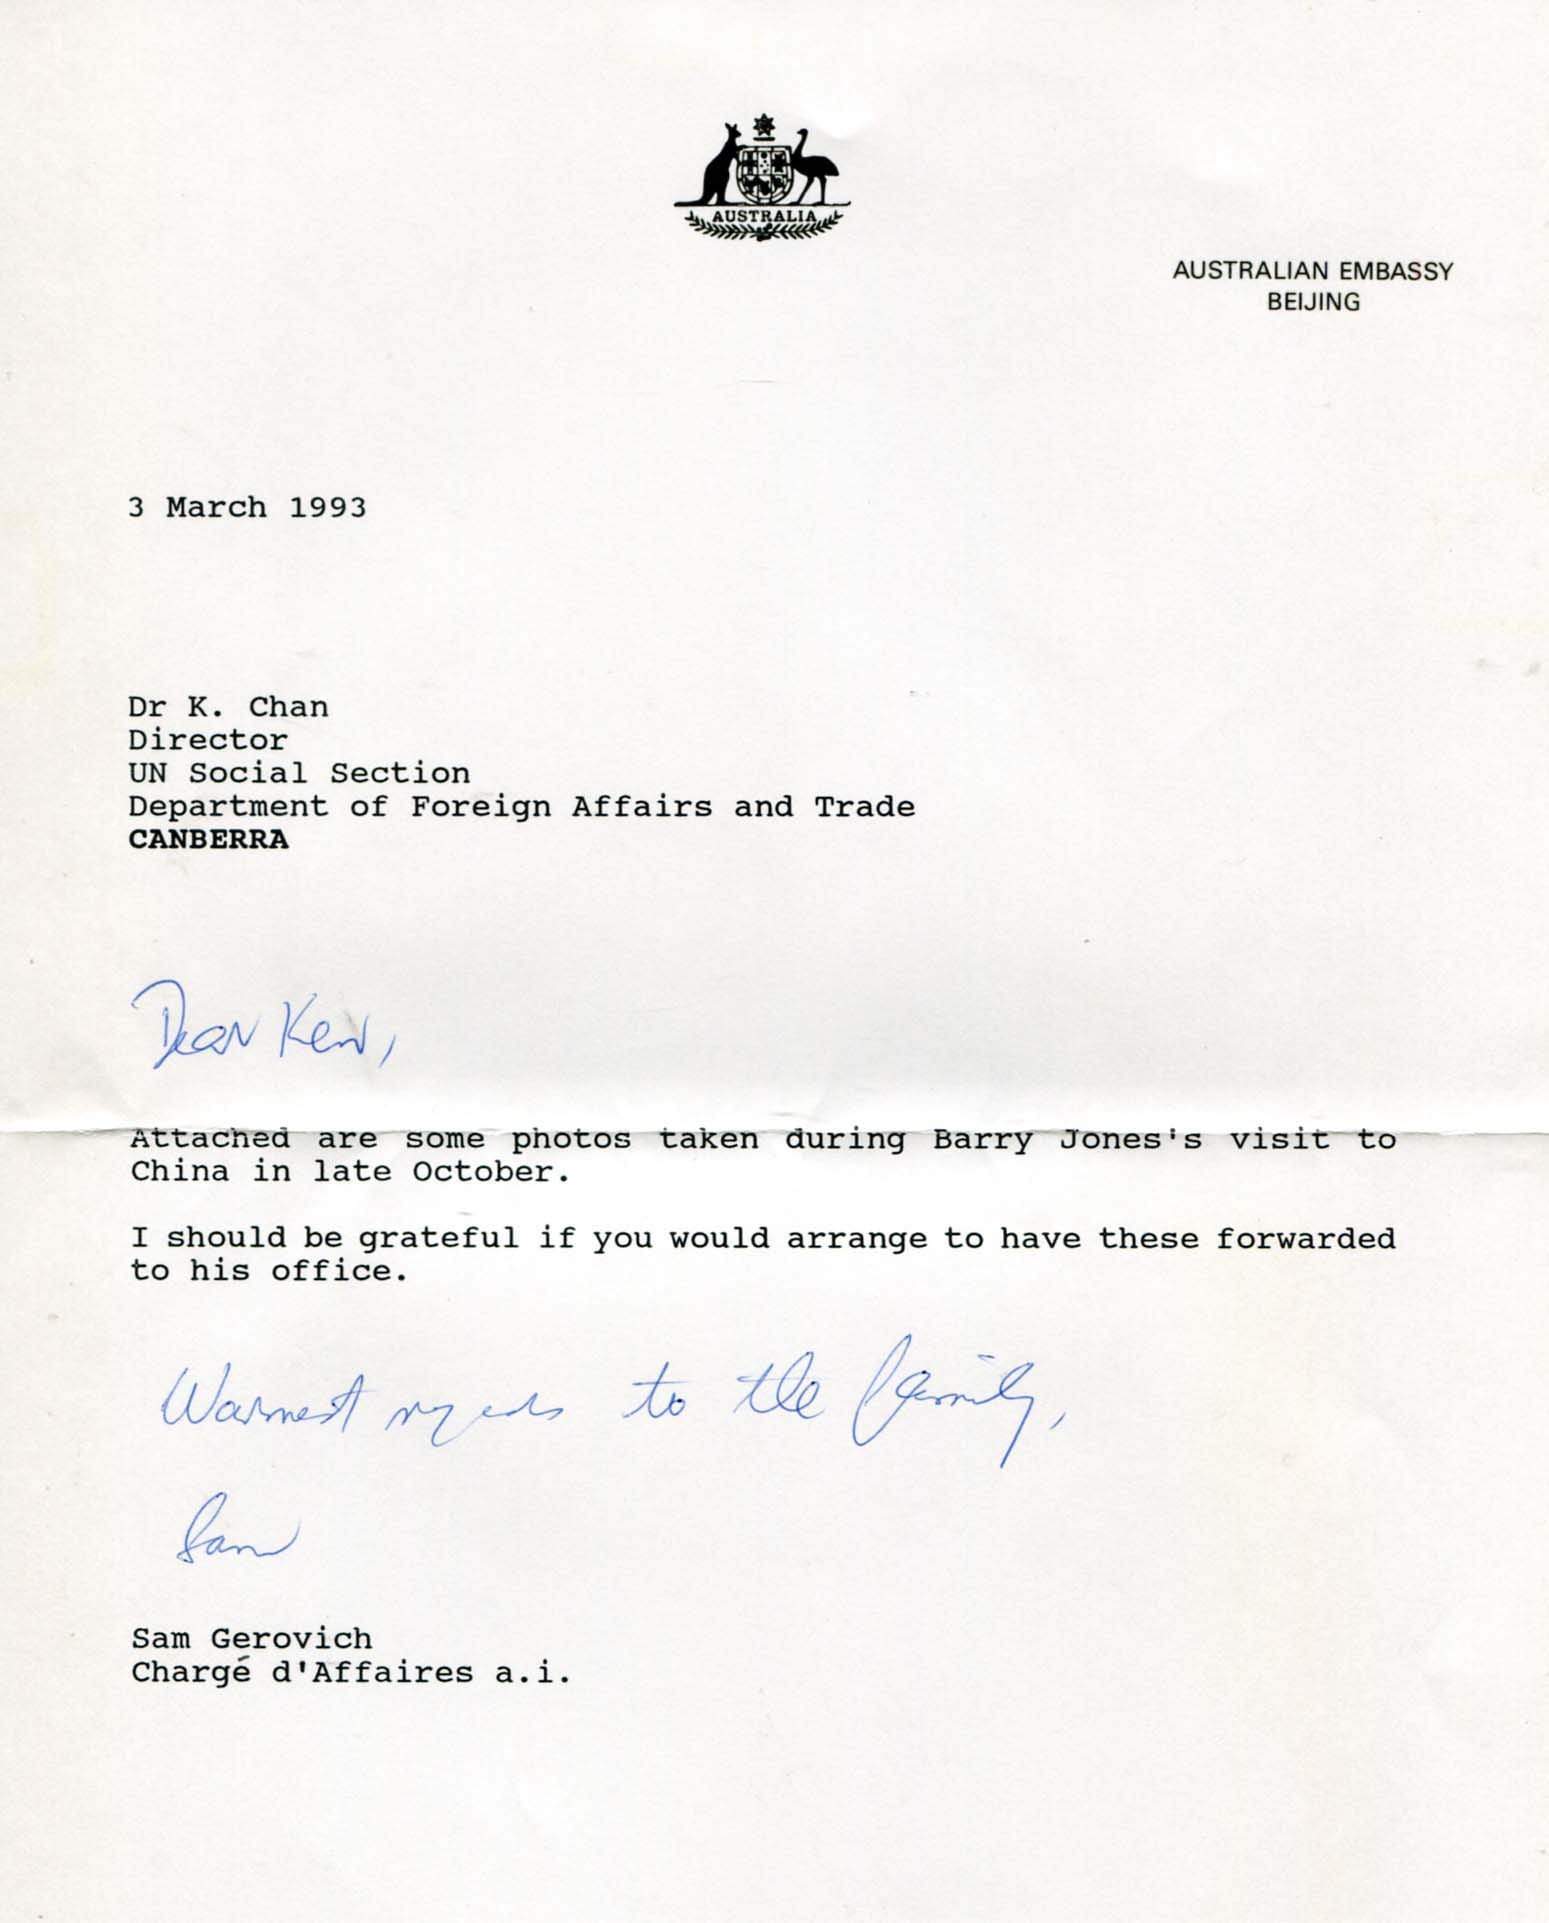 AUSTRALIA
AUSTRALIAN EMBASSY
BEIJING
3 March 1993
Dr K. Chan
Director
UN Social Section
Department of Foreign Affairs and Trade
CANBERRA
Dear Ken,
Attached are some photos taken during Barry Jones's visit to
China in late October.
I should be grateful if you would arrange to have these forwarded
to his office.
Warmest regards to the family,
Sam
Sam Gerovich
Chargé d'Affaires a.i.